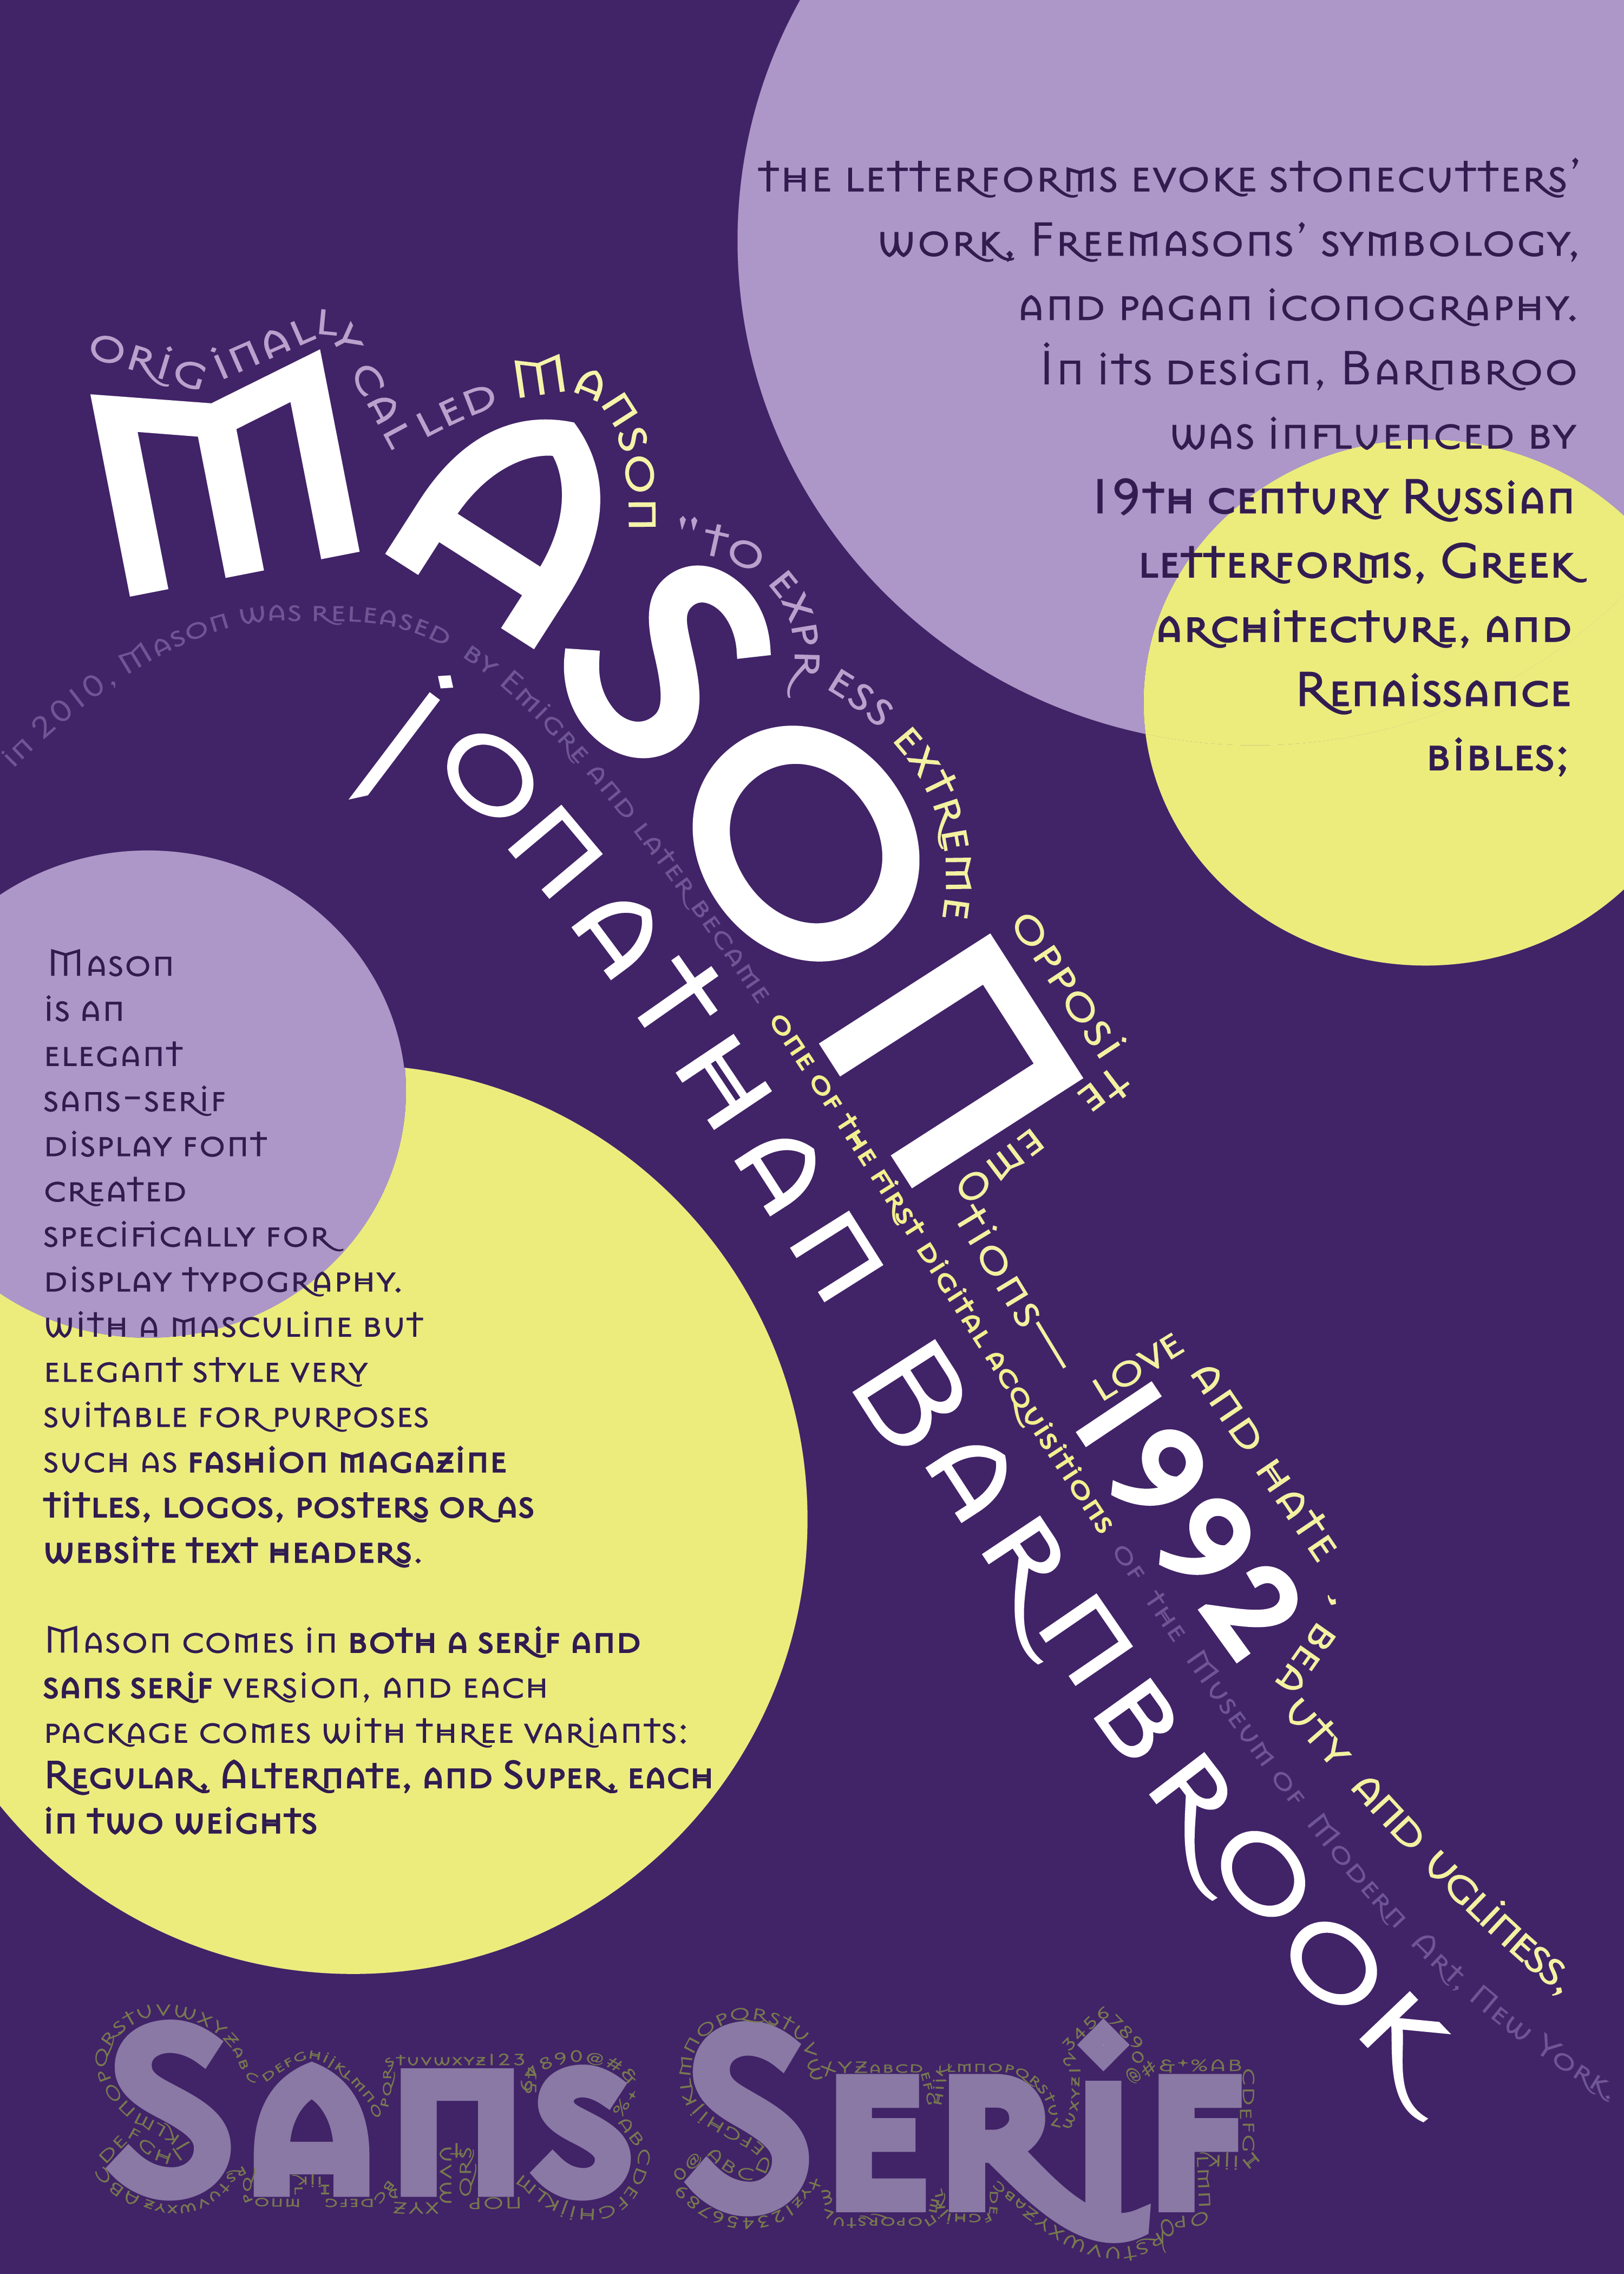 the letterforms evoke stonecutters’
work, Freemasons’ symbology,
and pagan iconography.
In its design, Barnbroo
was influenced by
19th century Russian
letterforms, Greek
architecture, and
Renaissance
bibles;
originally called Manson "to express extreme opposite emotions— love and hate, beauty and ugliness,
Mason
in 2010, Mason was released by Emigre and later became one of the first digital acquisitions of the Museum of Modern Art, New York.
1992
jonathan Barnbrook
Mason
is an
elegant
sans-serif
display font
created
specifically for
display typography.
with a masculine but
elegant style very
suitable for purposes
such as fashion magazine
titles, logos, posters or as
website text headers.
Mason comes in both a serif and
sans serif version, and each
package comes with three variants:
Regular, Alternate, and Super, each
in two weights
Sans Serif